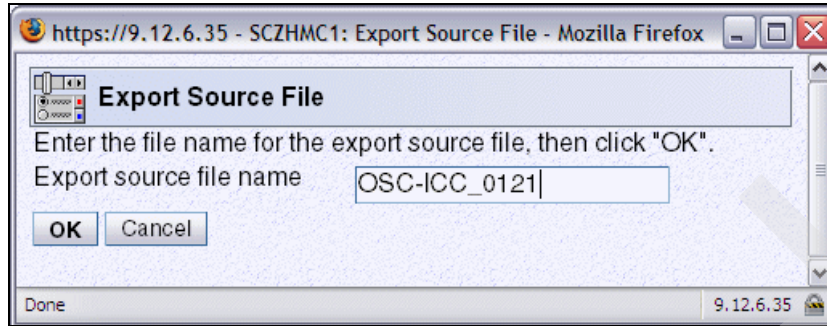 https://9.12.6.35 - SCZHMC1: Export Source File - Mozilla Firefox
Export Source File
Enter the file name for the export source file, then click "OK".
Export source file name OSC-ICC_0121
OK Cancel
Done 9.12.6.35